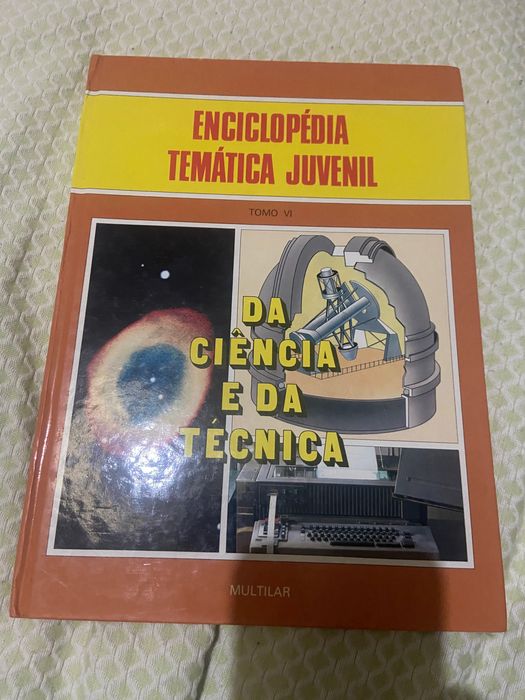 ENCICLOPÉDIA
TEMÁTICA JUVENIL
TOMO VI
DA
CIÊNCIA
E DA
TÉCNICA
MULTILAR